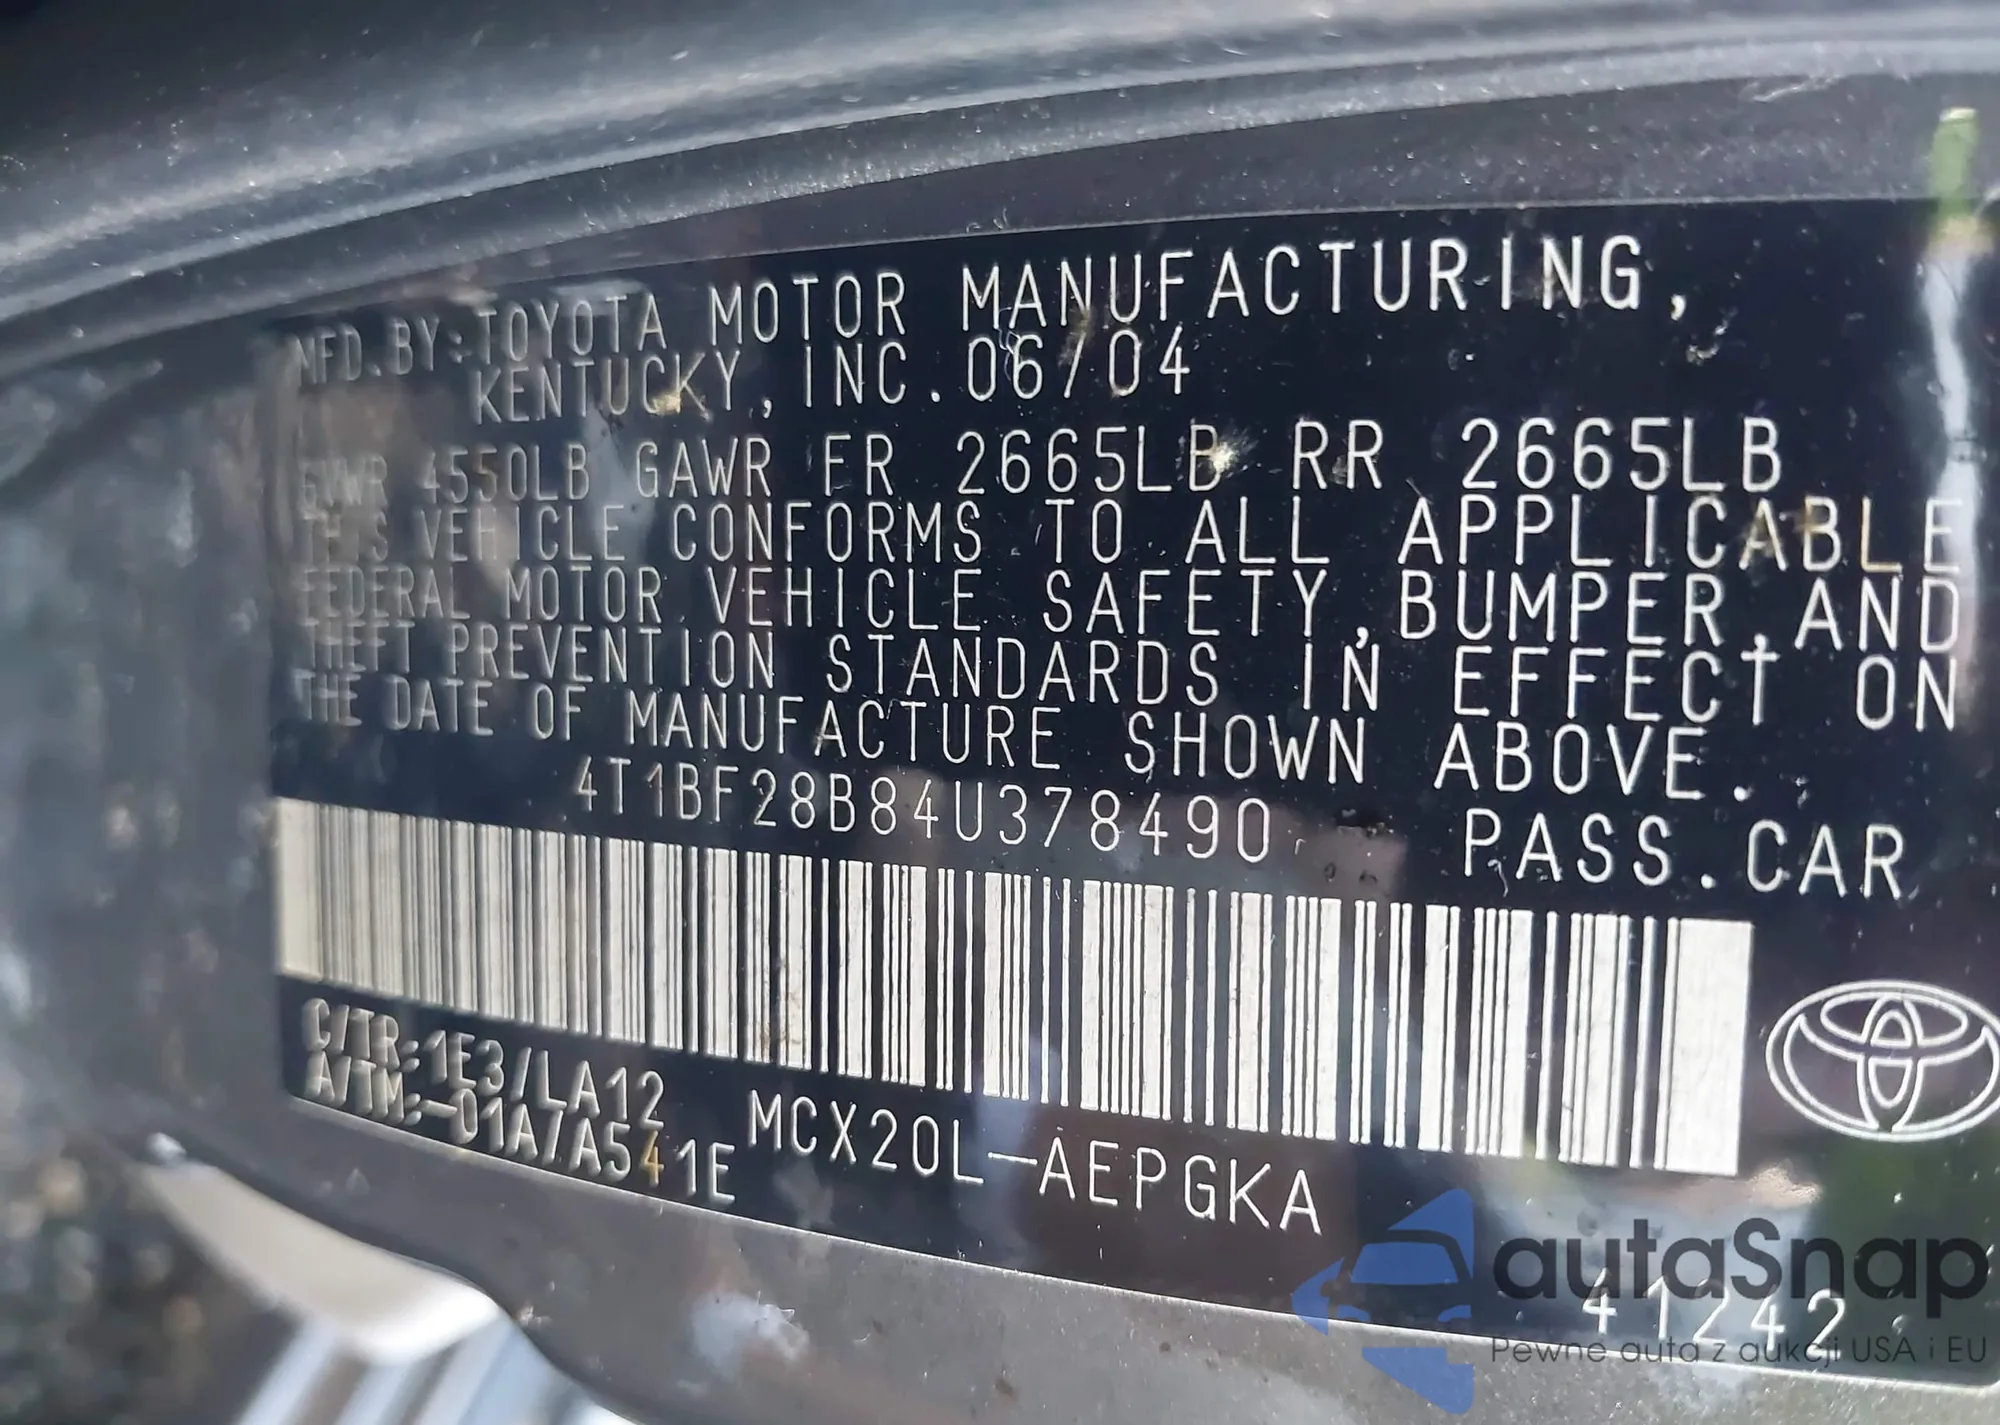 MFD.BY:TOYOTA MOTOR MANUFACTURING,
KENTUCKY, INC.06/04
GVWR 4550LB GAWR FR 2665LB RR 2665LB
THIS VEHICLE CONFORMS TO ALL APPLICABLE
FEDERAL MOTOR VEHICLE SAFETY,BUMPER,AND
THEFT PREVENTION STANDARDS IN EFFECT ON
THE DATE OF MANUFACTURE SHOWN ABOVE.
4T1BF28B84U378490 PASS.CAR
C/TR:1E3/LA12
A/TM:-01A/A541E MCX20L-AEPGKA
41242
autaSnap
Pewne auta z aukcji USA i EU